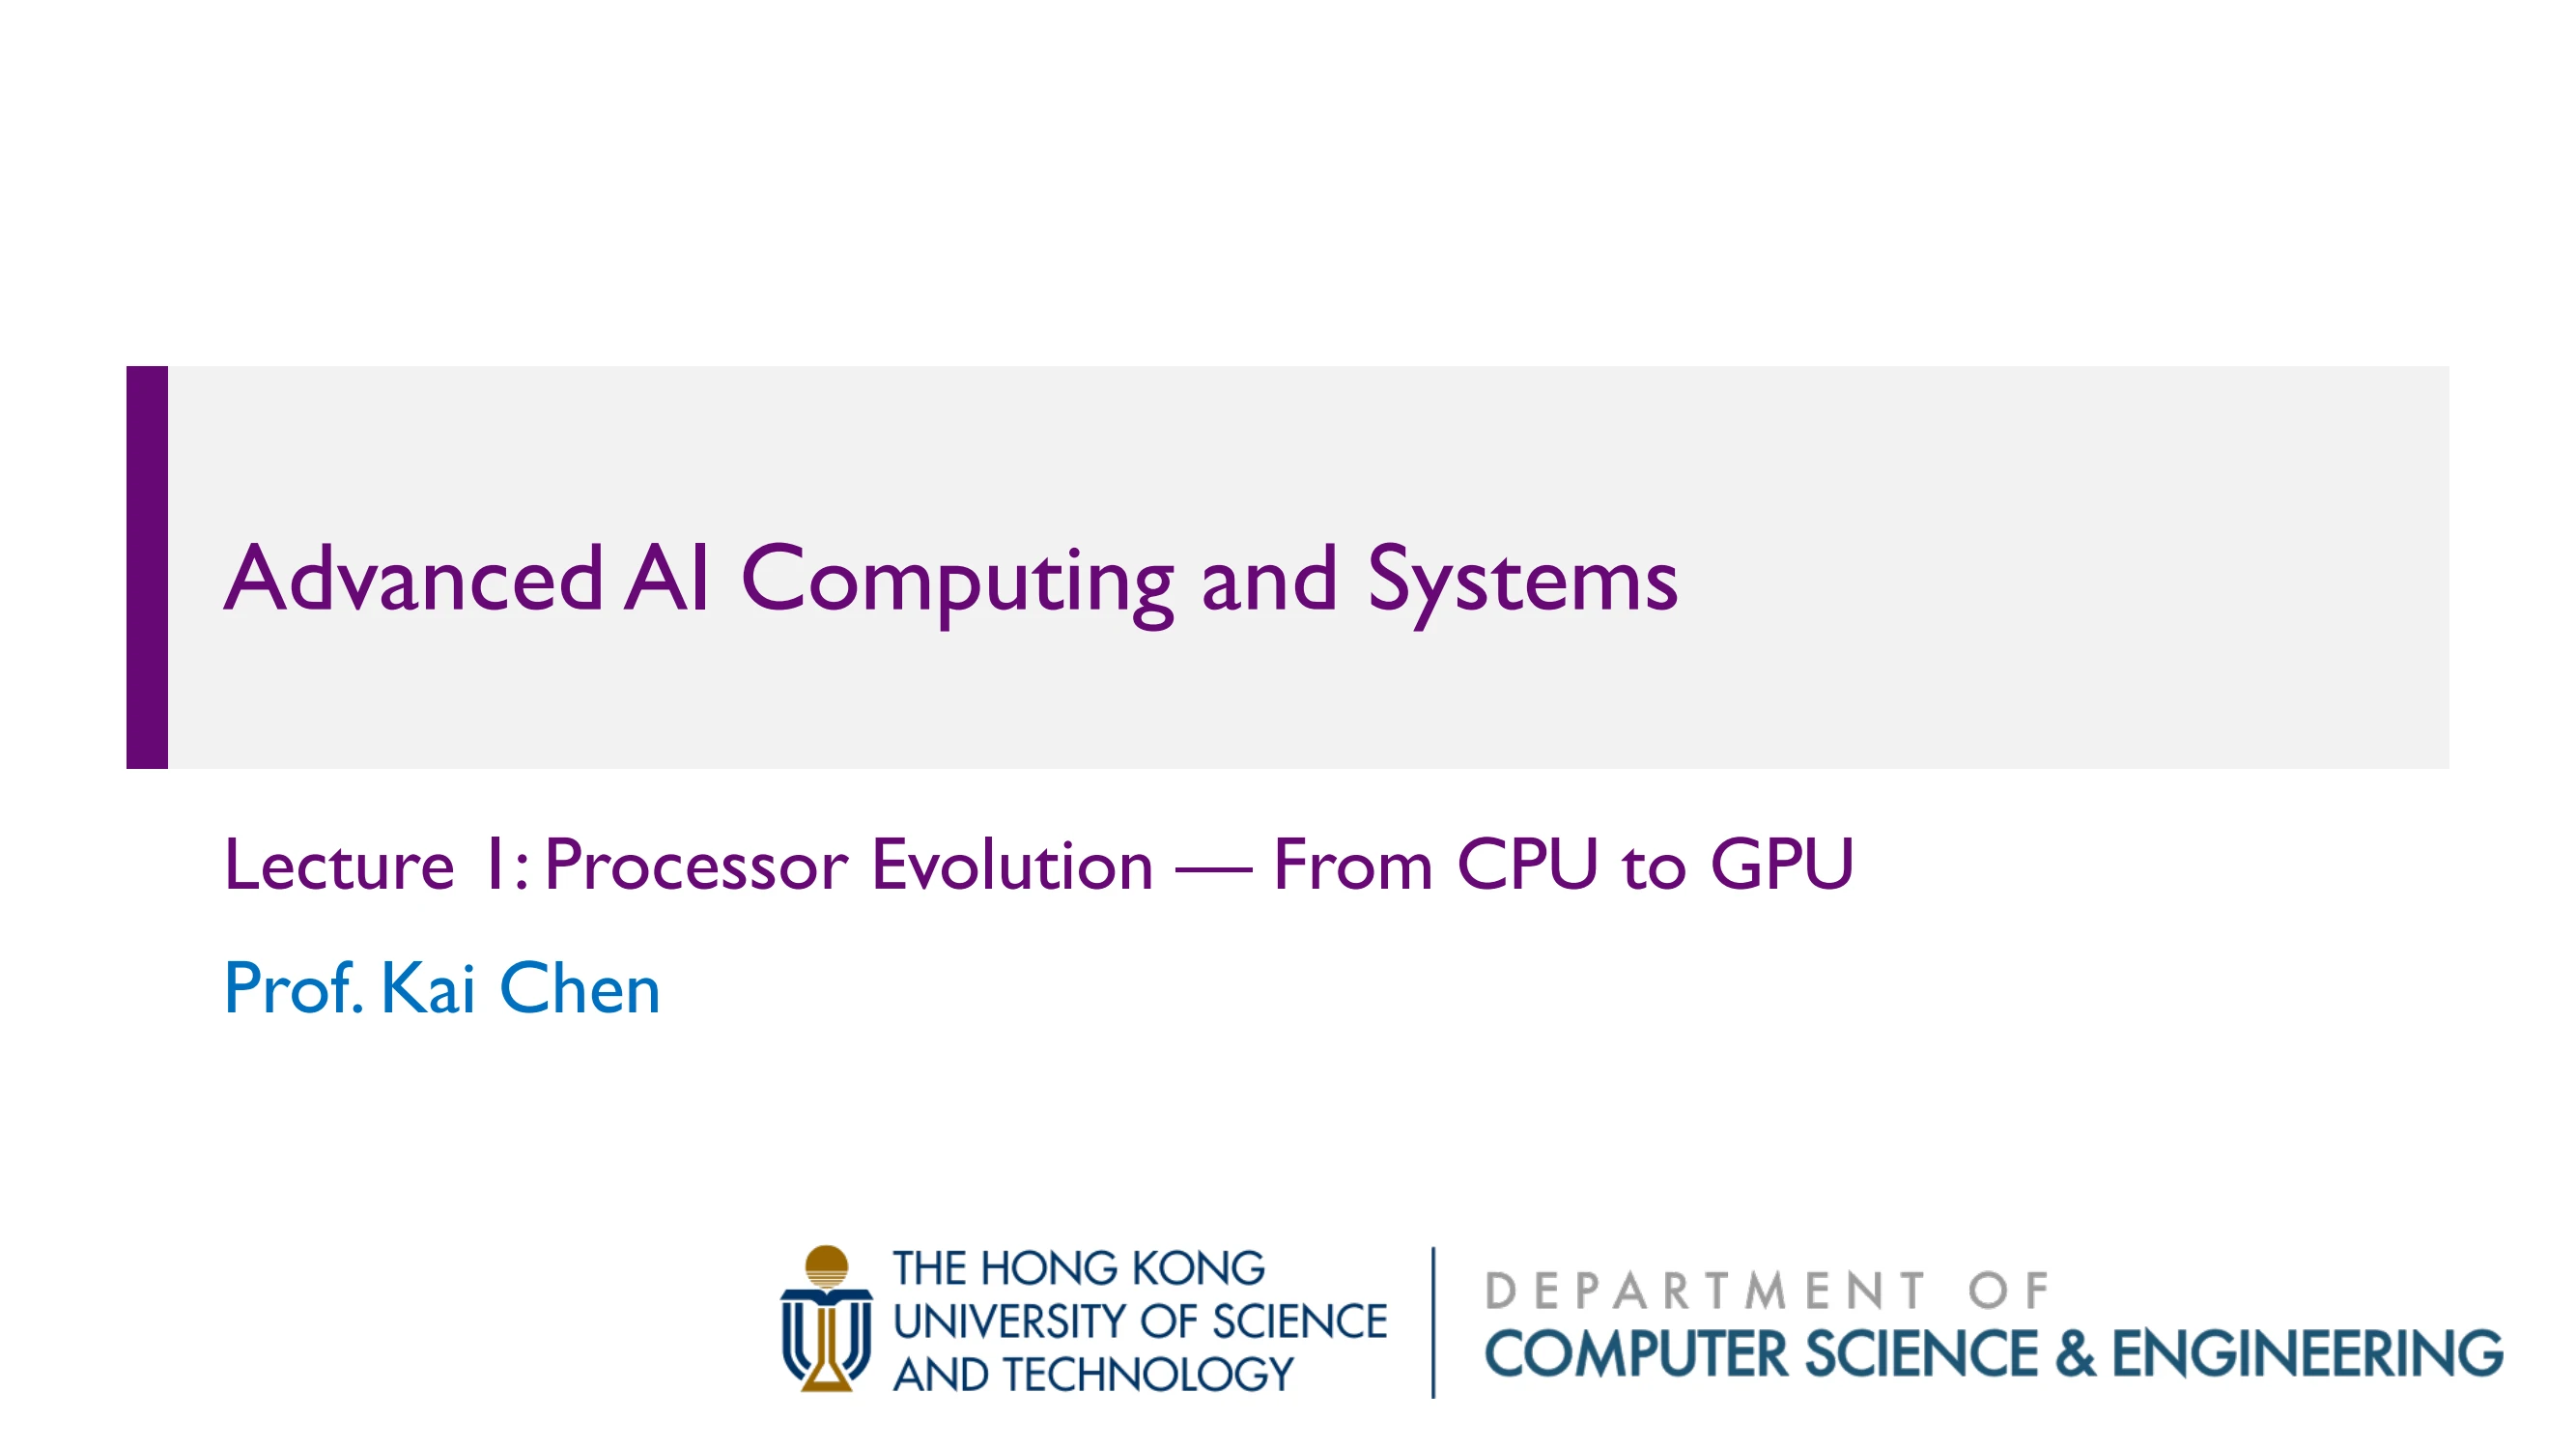 Advanced AI Computing and Systems
Lecture 1: Processor Evolution — From CPU to GPU
Prof. Kai Chen
THE HONG KONG
UNIVERSITY OF SCIENCE
AND TECHNOLOGY
DEPARTMENT OF
COMPUTER SCIENCE & ENGINEERING